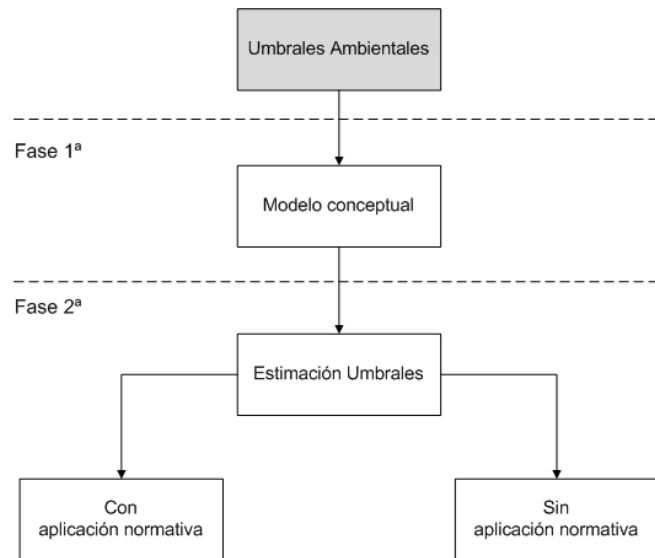 Umbrales Ambientales
Fase 1ª
Modelo conceptual
Fase 2ª
Estimación Umbrales
Con
aplicación normativa
Sin
aplicación normativa